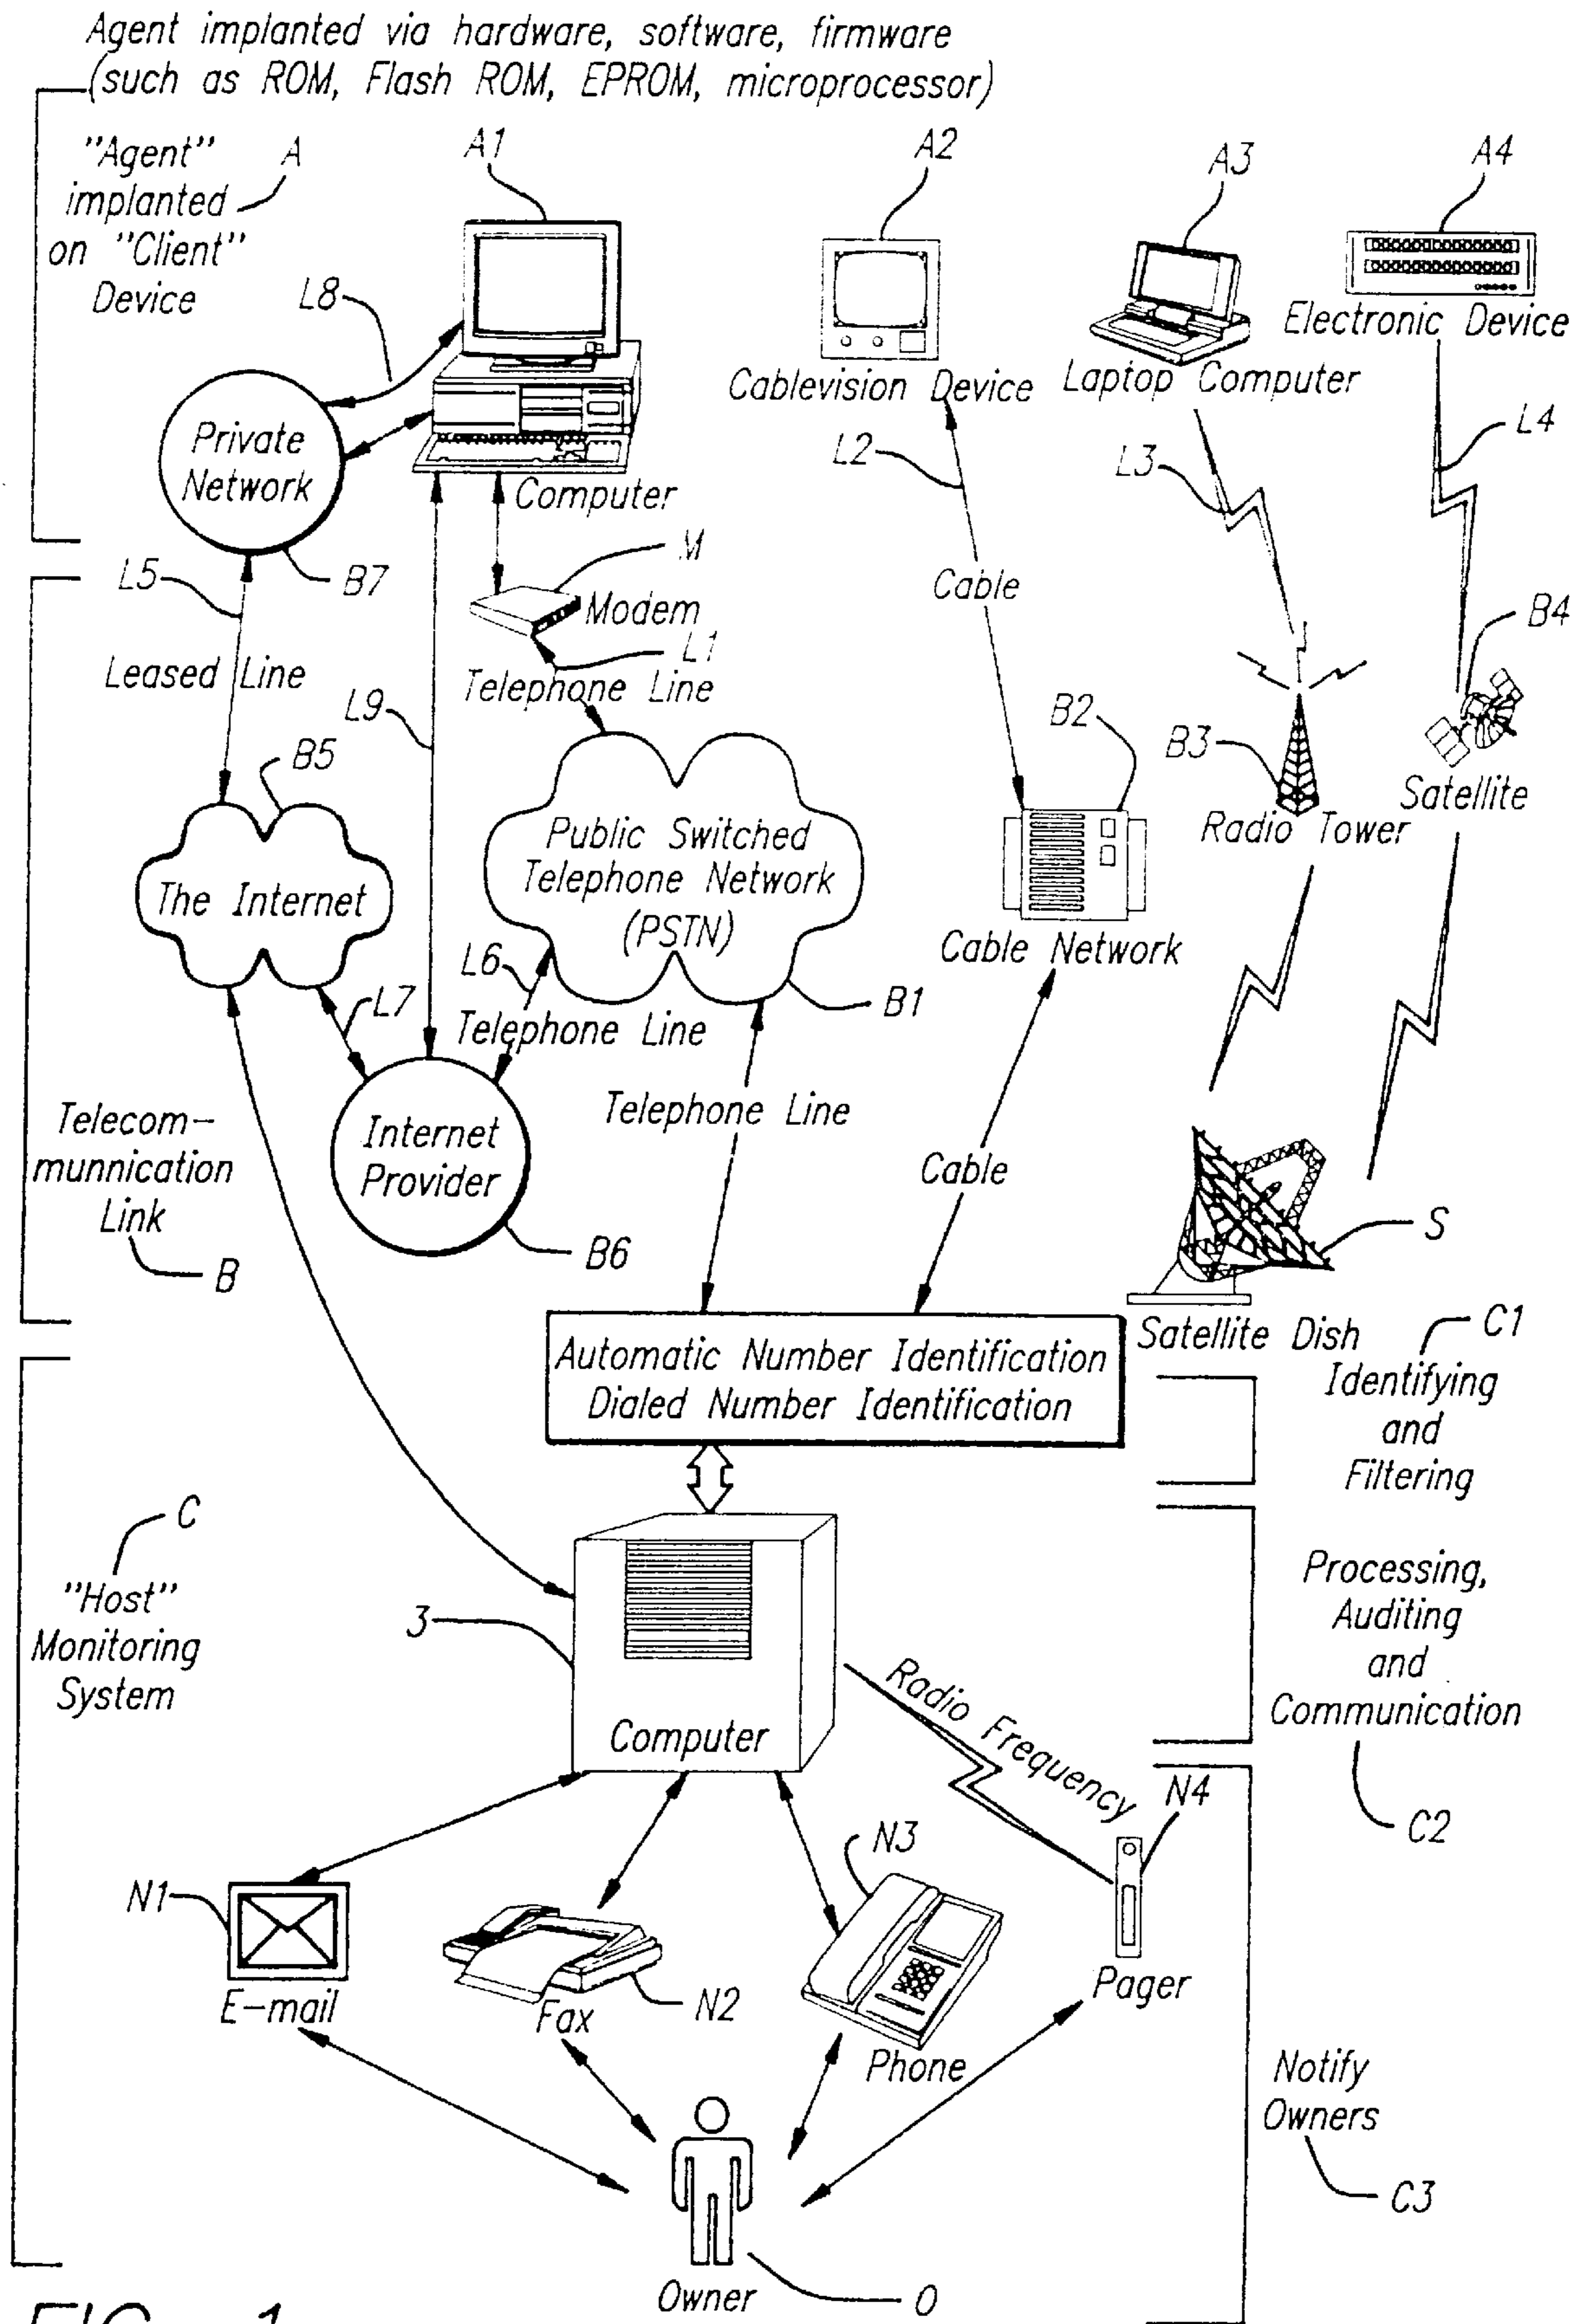 Agent implanted via hardware, software, firmware
(such as ROM, Flash ROM, EPROM, microprocessor)
"Agent"
implanted
on "Client"
Device
A
A1
A2
A3
A4
L8
Private
Network
Computer
Cablevision Device
Laptop Computer
Electronic Device
L2
L3
L4
L5
B7
M
Modem
Cable
B4
Leased Line
L1
Telephone Line
L9
B2
B3
B5
Radio Tower
Satellite
The Internet
Public Switched
Telephone Network
(PSTN)
Cable Network
L6
L7
B1
Telephone Line
Telephone Line
Telecom-
munnication
Link
B
Internet
Provider
B6
Cable
S
Satellite Dish
C1
Automatic Number Identification
Dialed Number Identification
Identifying
and
Filtering
C
"Host"
Monitoring
System
3
Computer
Processing,
Auditing
and
Communication
C2
Radio Frequency
N4
N3
N1
E-mail
N2
Fax
Phone
Pager
Notify
Owners
C3
Owner
O
FIG. 1